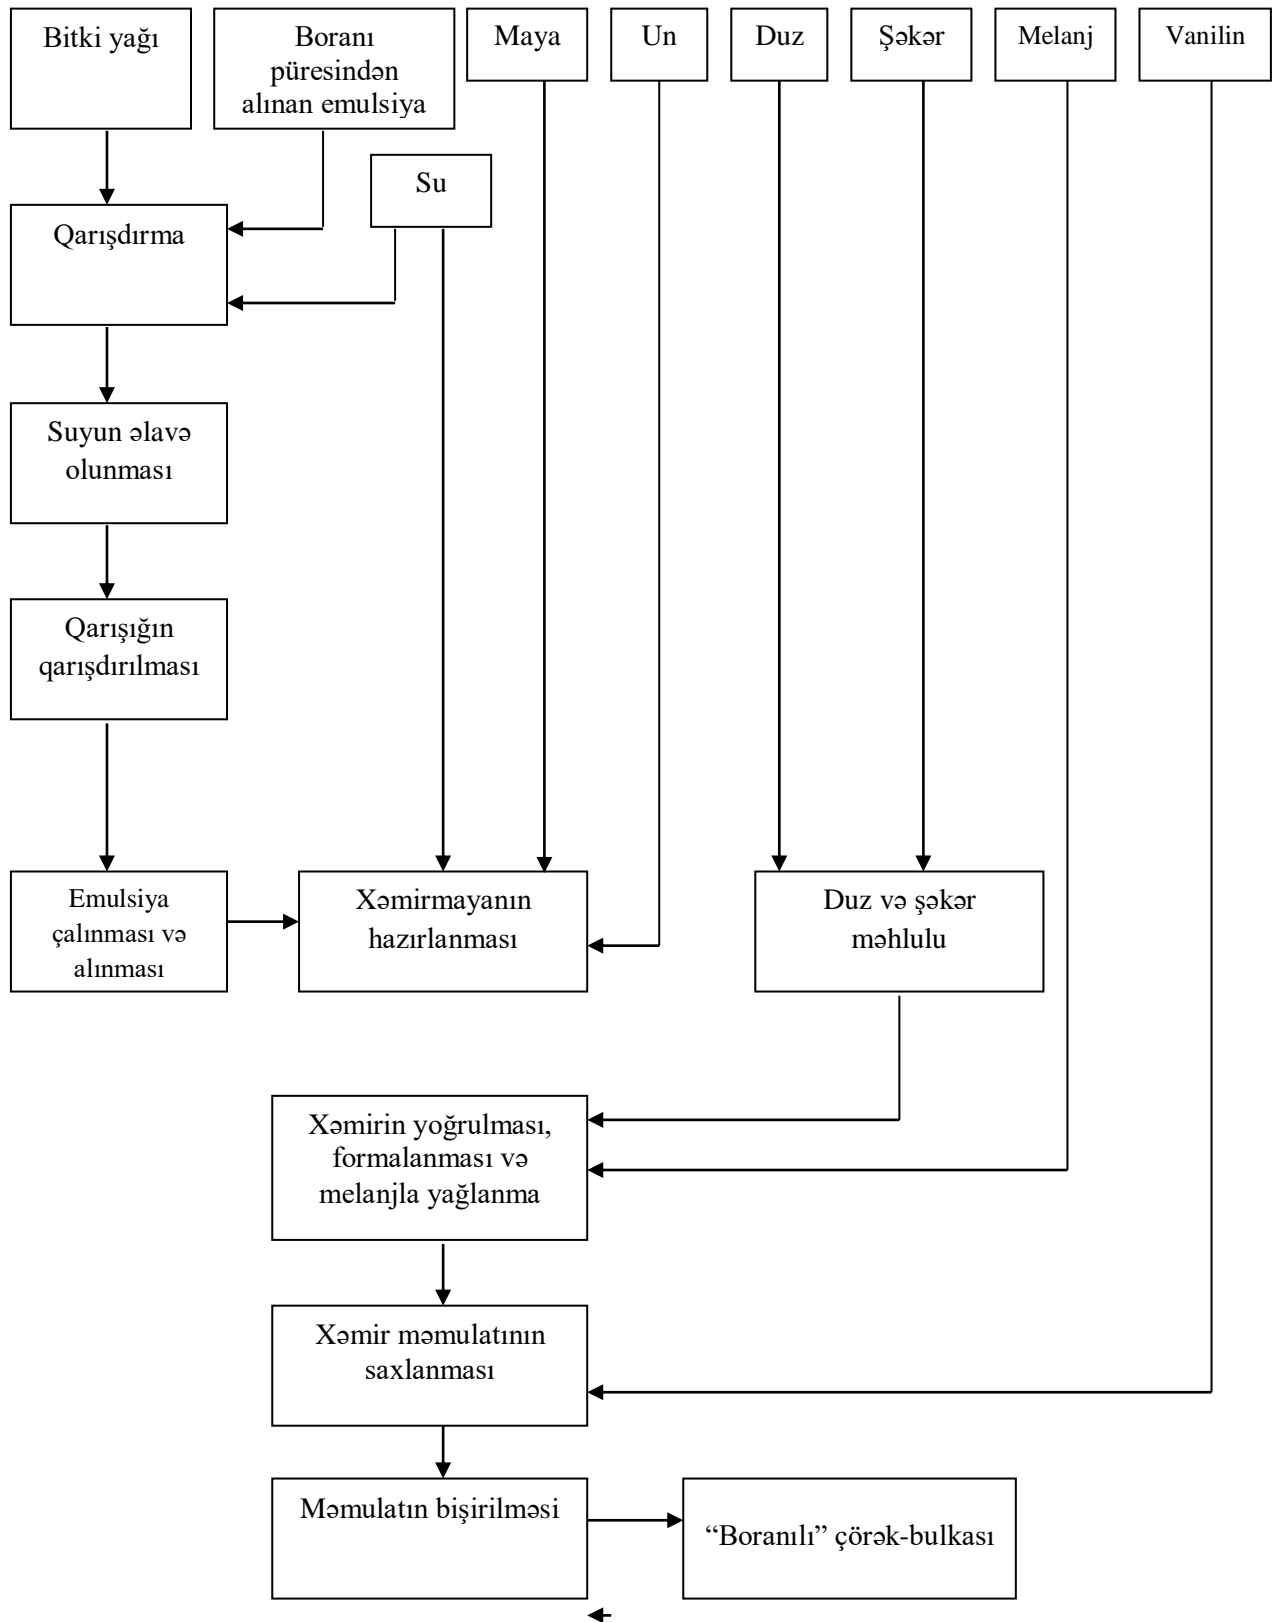 Bitki yağı
Boranı
püresindən
alınan emulsiya
Maya
Un
Duz
Şəkər
Melanj
Vanilin
Su
Qarışdırma
Suyun əlavə
olunması
Qarışığın
qarışdırılması
Emulsiya
çalınması və
alınması
Xəmirmayanın
hazırlanması
Duz və şəkər
məhlulu
Xəmirin yoğrulması,
formalanması və
melanjla yağlanma
Xəmir məmulatının
saxlanması
Məmulatın bişirilməsi
“Boranılı” çörək-bulkası